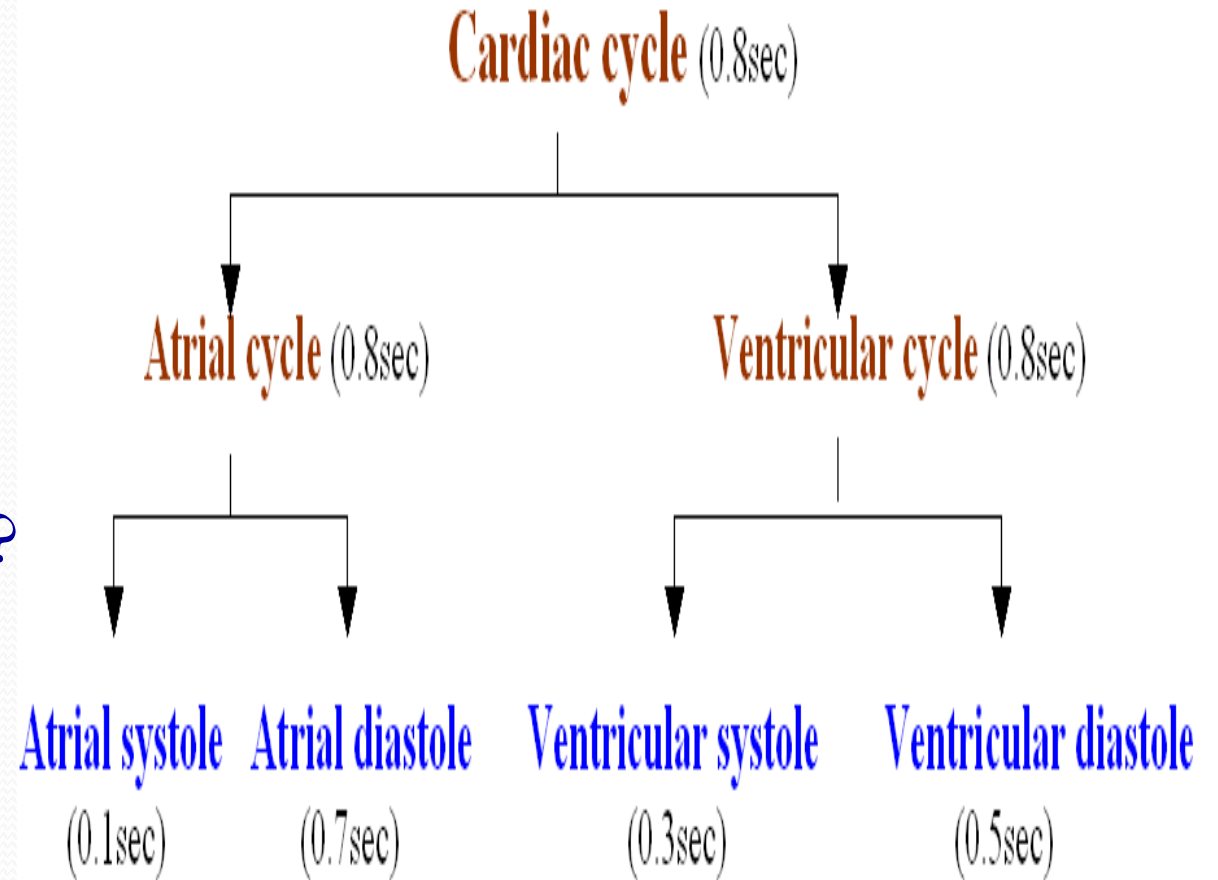 Cardiac cycle (0.8sec)
Atrial cycle (0.8sec) Ventricular cycle (0.8sec)
?
Atrial systole Atrial diastole Ventricular systole Ventricular diastole
(0.1sec) (0.7sec) (0.3sec) (0.5sec)